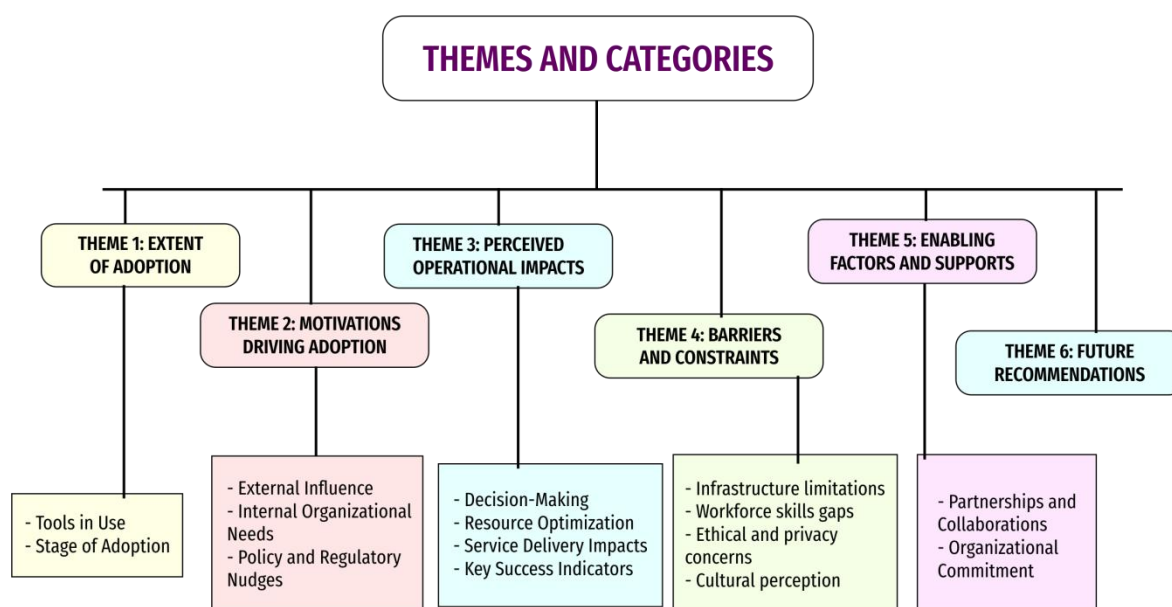 THEMES AND CATEGORIES
THEME 1: EXTENT
OF ADOPTION
- Tools in Use
- Stage of Adoption
THEME 2: MOTIVATIONS
DRIVING ADOPTION
- External Influence
- Internal Organizational
Needs
- Policy and Regulatory
Nudges
THEME 3: PERCEIVED
OPERATIONAL IMPACTS
- Decision-Making
- Resource Optimization
- Service Delivery Impacts
- Key Success Indicators
THEME 4: BARRIERS
AND CONSTRAINTS
- Infrastructure limitations
- Workforce skills gaps
- Ethical and privacy
concerns
- Cultural perception
THEME 5: ENABLING
FACTORS AND SUPPORTS
- Partnerships and
Collaborations
- Organizational
Commitment
THEME 6: FUTURE
RECOMMENDATIONS